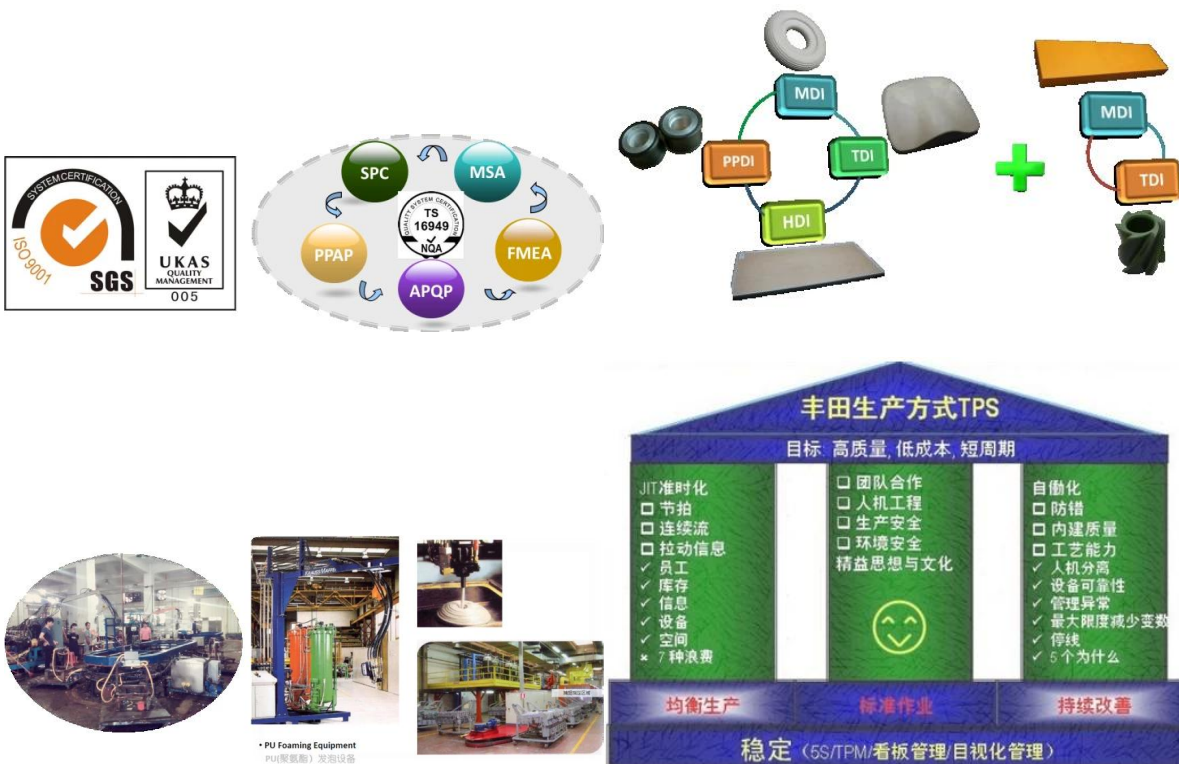 SYSTEM CERTIFICATION
ISO 9001
SGS
UKAS
QUALITY
MANAGEMENT
005
SPC
MSA
QUALITY SYSTEM CERTIFICATION
TS
16949
NQA
PPAP
FMEA
APQP
MDI
PPDI
TDI
HDI
MDI
TDI
• PU Foaming Equipment
PU(聚氨酯)发泡设备
丰田生产方式TPS
目标: 高质量, 低成本, 短周期
JIT准时化
□ 节拍
□ 连续流
□ 拉动信息
✓ 员工
✓ 库存
✓ 信息
✓ 设备
✓ 空间
× 7 种浪费
□ 团队合作
□ 人机工程
□ 生产安全
□ 环境安全
精益思想与文化
自働化
□ 防错
□ 内建质量
□ 工艺能力
✓ 人机分离
✓ 设备可靠性
✓ 管理异常
✓ 最大限度减少变数
✓ 停线
✓ 5个为什么
均衡生产
标准作业
持续改善
稳定(5S/TPM/看板管理/目视化管理)